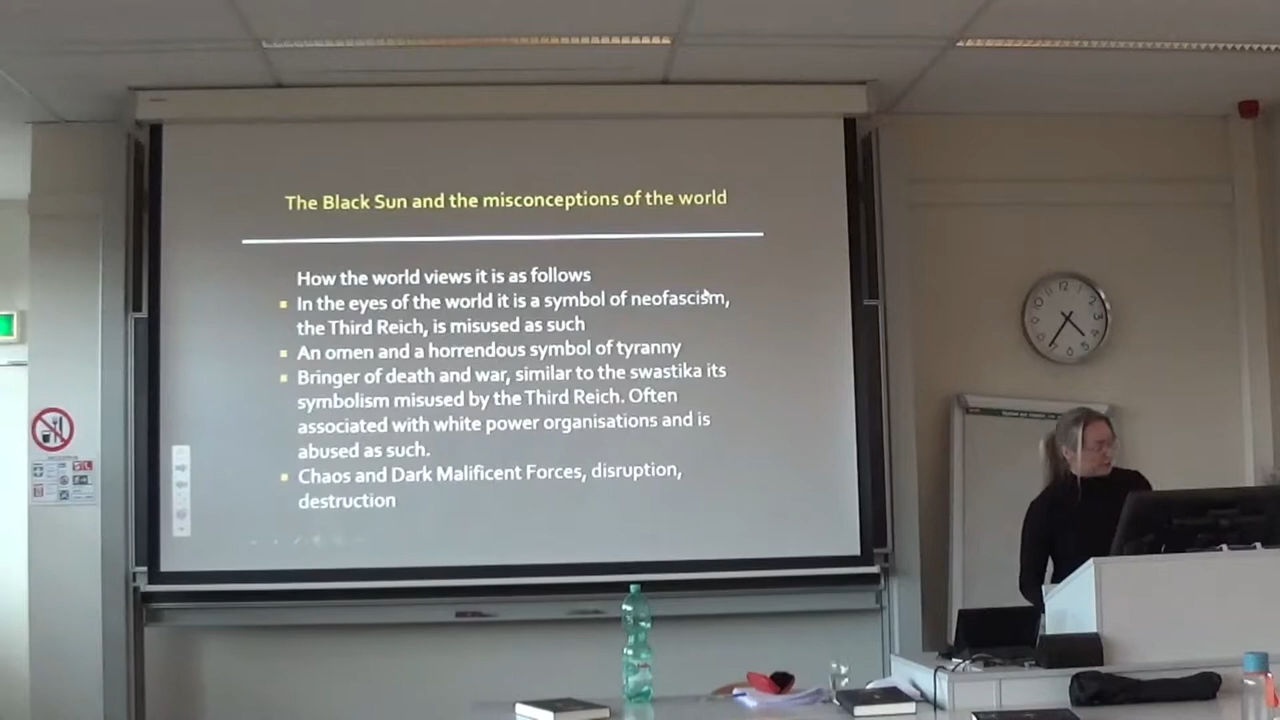 The Black Sun and the misconceptions of the world
How the world views it is as follows
In the eyes of the world it is a symbol of neofascism,
the Third Reich, is misused as such
An omen and a horrendous symbol of tyranny
Bringer of death and war, similar to the swastika its
symbolism misused by the Third Reich. Often
associated with white power organisations and is
abused as such.
Chaos and Dark Malificent Forces, disruption,
destruction